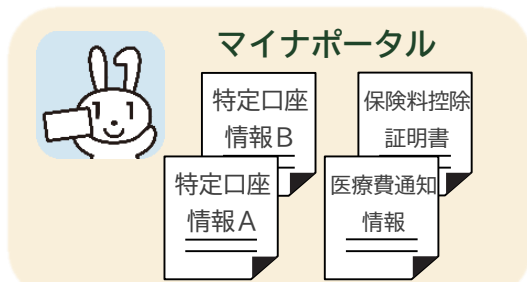 マイナポータル
特定口座
情報B
保険料控除
証明書
特定口座
情報A
医療費通知
情報